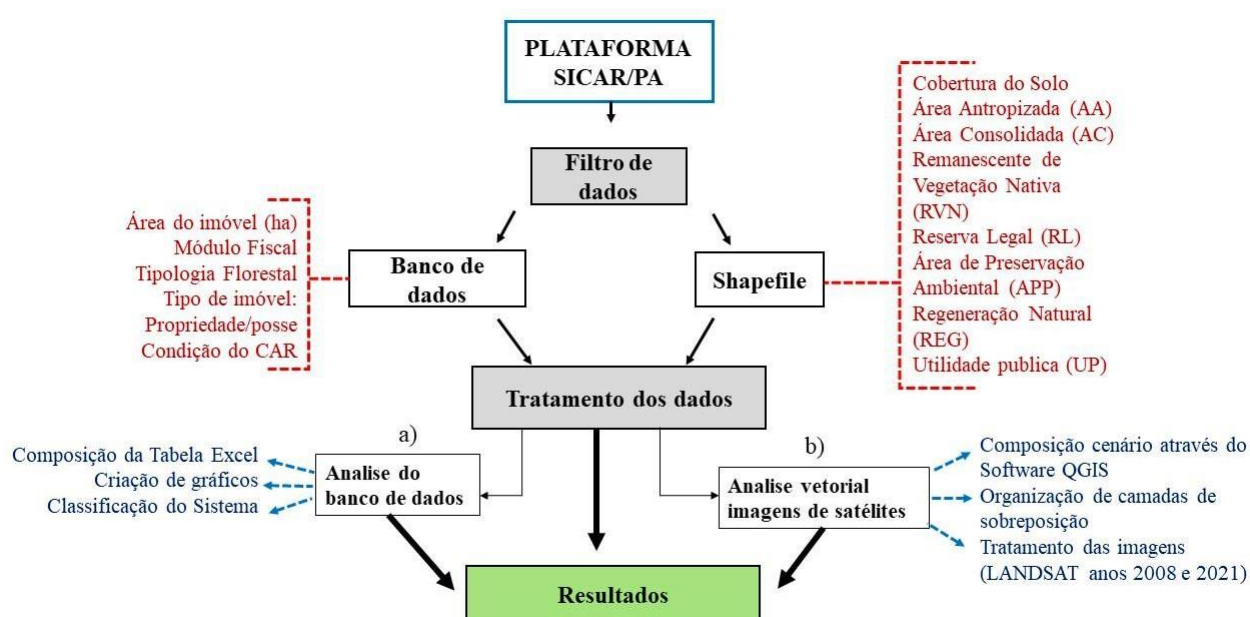 PLATAFORMA
SICAR/PA
Filtro de
dados
Área do imóvel (ha)
Módulo Fiscal
Tipologia Florestal
Tipo de imóvel:
Propriedade/posse
Condição do CAR
Banco de
dados
Shapefile
Cobertura do Solo
Área Antropizada (AA)
Área Consolidada (AC)
Remanescente de
Vegetação Nativa
(RVN)
Reserva Legal (RL)
Área de Preservação
Ambiental (APP)
Regeneração Natural
(REG)
Utilidade publica (UP)
Tratamento dos dados
a)
Composição da Tabela Excel
Criação de gráficos
Classificação do Sistema
Analise do
banco de dados
b)
Analise vetorial
imagens de satélites
Composição cenário através do
Software QGIS
Organização de camadas de
sobreposição
Tratamento das imagens
(LANDSAT anos 2008 e 2021)
Resultados